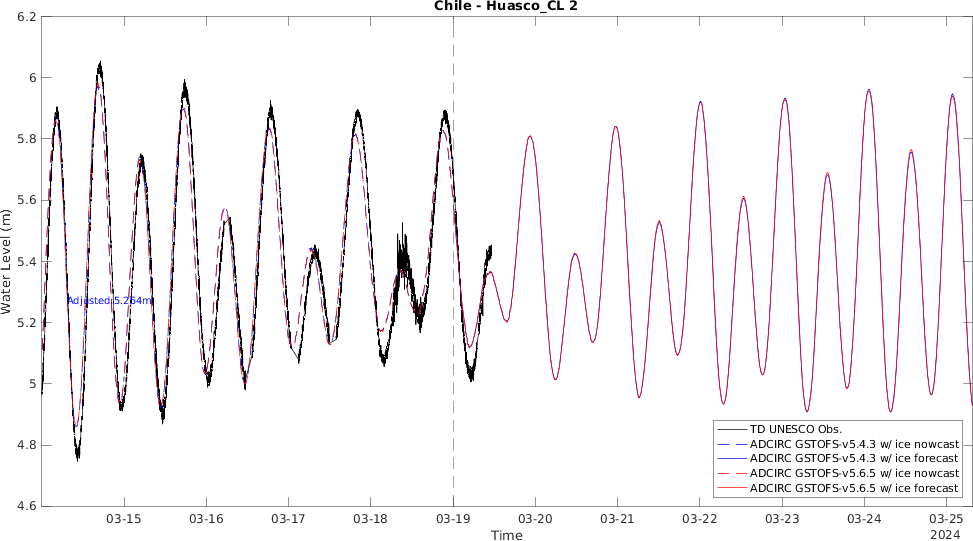 Chile - Huasco_CL 2
6.2
6
5.8
5.6
5.4
5.2
5
4.8
4.6
Water Level (m)
Adjusted 5.264m
TD UNESCO Obs.
ADCIRC GSTOFS-v5.4.3 w/ ice nowcast
ADCIRC GSTOFS-v5.4.3 w/ ice forecast
ADCIRC GSTOFS-v5.6.5 w/ ice nowcast
ADCIRC GSTOFS-v5.6.5 w/ ice forecast
03-15 03-16 03-17 03-18 03-19 03-20 03-21 03-22 03-23 03-24 03-25
Time
2024